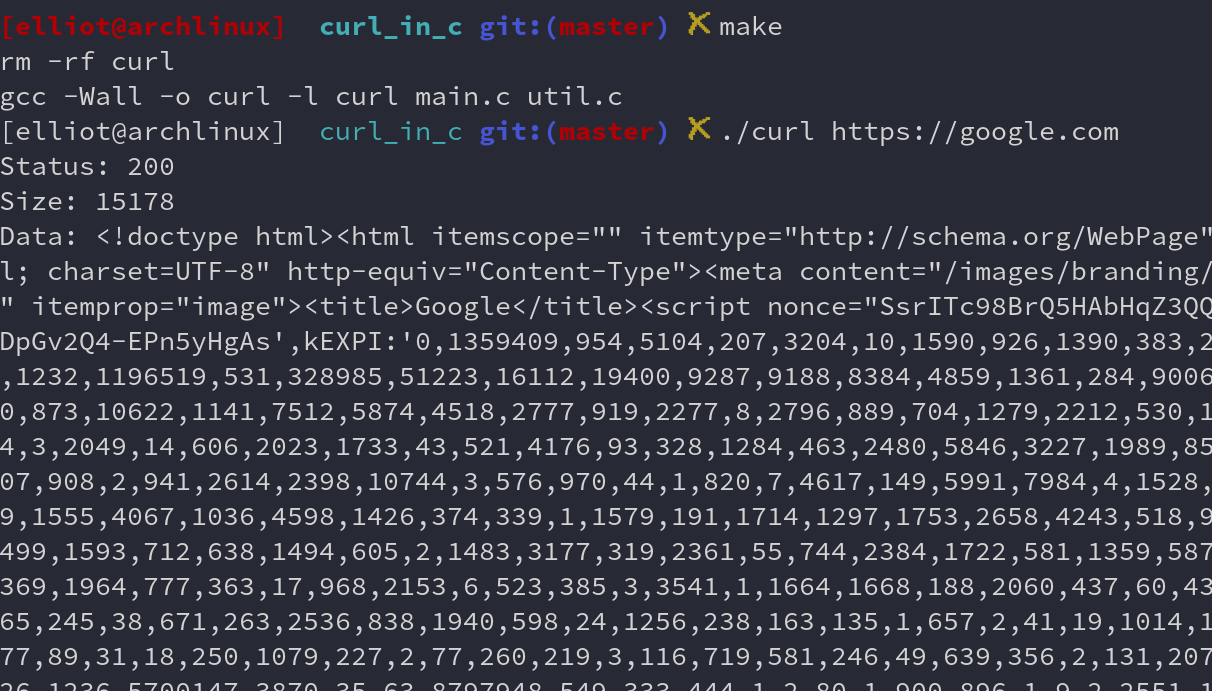 [elliot@archlinux] curl_in_c git:(master) ✗ make
rm -rf curl
gcc -Wall -o curl -l curl main.c util.c
[elliot@archlinux] curl_in_c git:(master) ✗ ./curl https://google.com
Status: 200
Size: 15178
Data: <!doctype html><html itemscope="" itemtype="http://schema.org/WebPage"
l; charset=UTF-8" http-equiv="Content-Type"><meta content="/images/branding/
" itemprop="image"><title>Google</title><script nonce="SsrITc98BrQ5HAbHqZ3QQ
DpGv2Q4-EPn5yHgAs',kEXPI:'0,1359409,954,5104,207,3204,10,1590,926,1390,383,2
,1232,1196519,531,328985,51223,16112,19400,9287,9188,8384,4859,1361,284,9006
0,873,10622,1141,7512,5874,4518,2777,919,2277,8,2796,889,704,1279,2212,530,1
4,3,2049,14,606,2023,1733,43,521,4176,93,328,1284,463,2480,5846,3227,1989,85
07,908,2,941,2614,2398,10744,3,576,970,44,1,820,7,4617,149,5991,7984,4,1528,
9,1555,4067,1036,4598,1426,374,339,1,1579,191,1714,1297,1753,2658,4243,518,9
499,1593,712,638,1494,605,2,1483,3177,319,2361,55,744,2384,1722,581,1359,587
369,1964,777,363,17,968,2153,6,523,385,3,3541,1,1664,1668,188,2060,437,60,43
65,245,38,671,263,2536,838,1940,598,24,1256,238,163,135,1,657,2,41,19,1014,1
77,89,31,18,250,1079,227,2,77,260,219,3,116,719,581,246,49,639,356,2,131,207